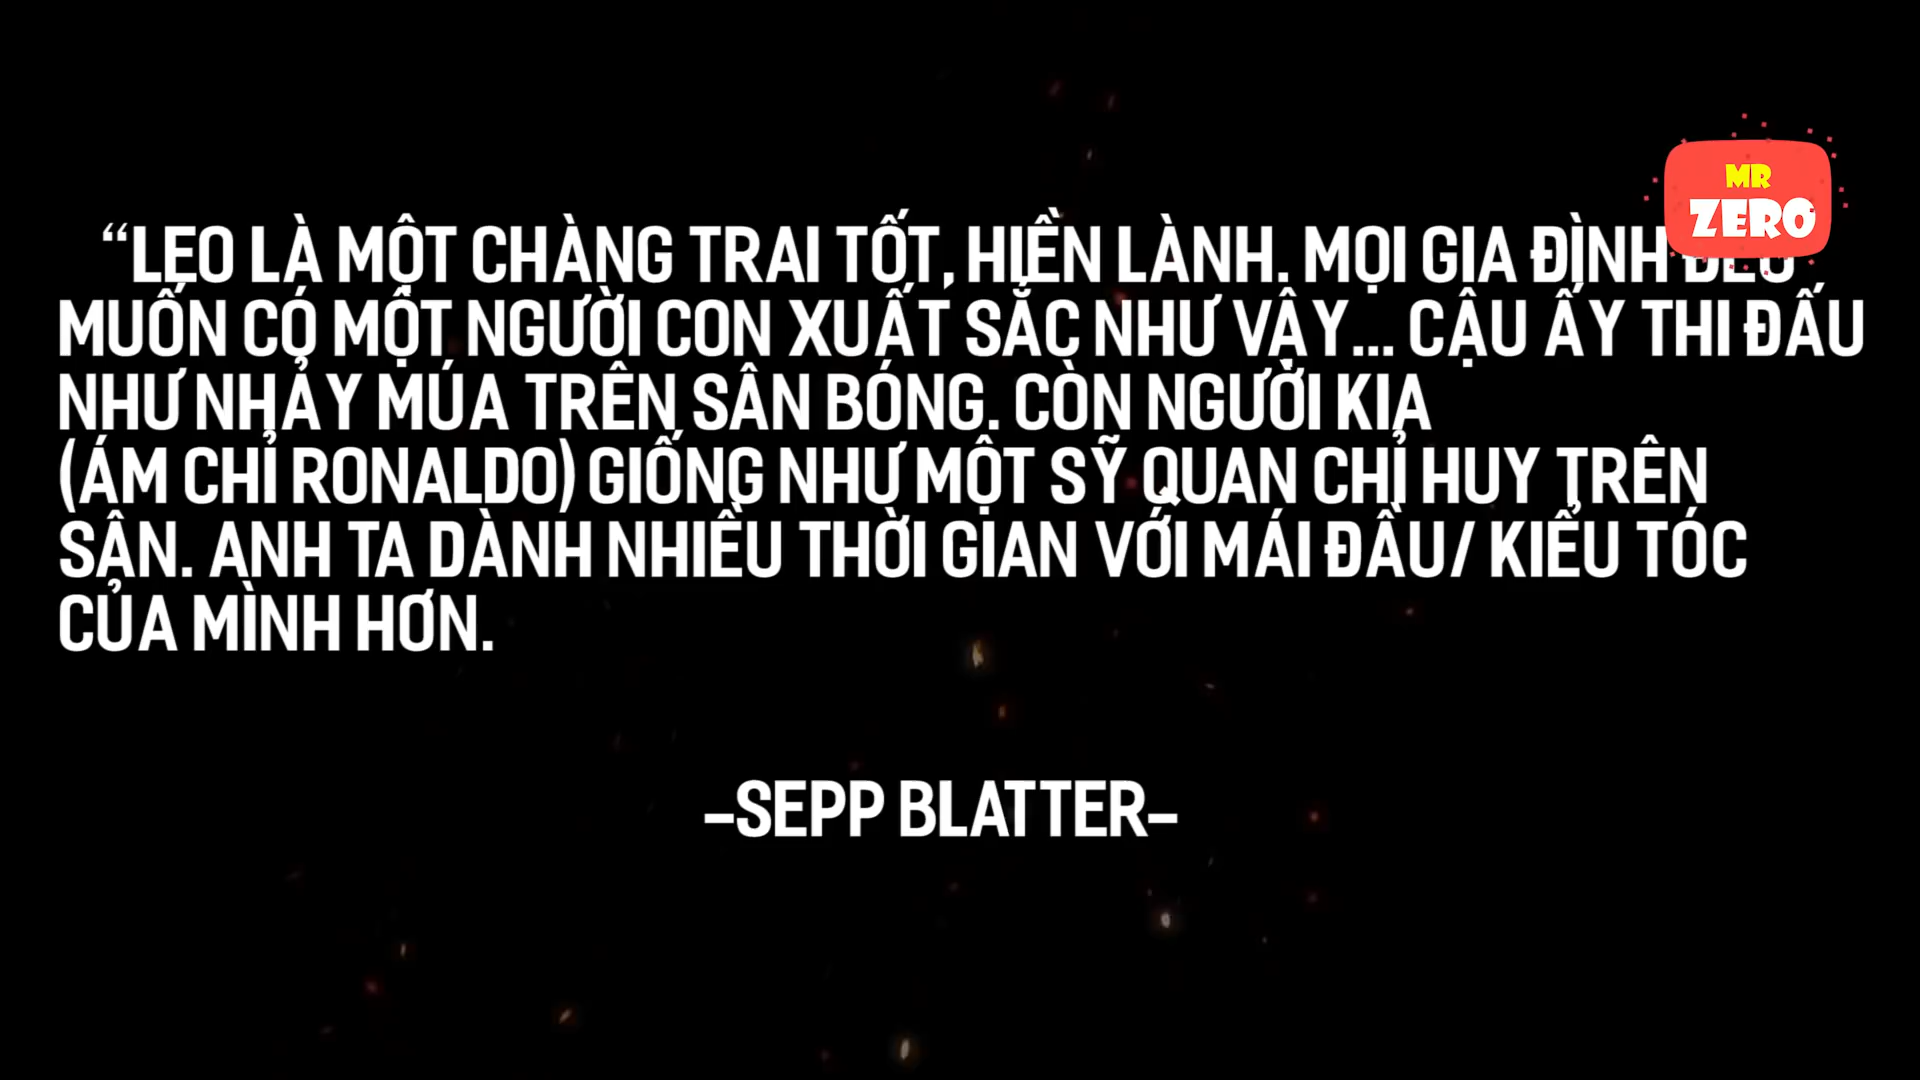 MR
ZERO
“LEO LÀ MỘT CHÀNG TRAI TỐT, HIỀN LÀNH. MỌI GIA ĐÌNH ĐỀU
MUỐN CÓ MỘT NGƯỜI CON XUẤT SẮC NHƯ VẬY... CẬU ẤY THI ĐẤU
NHƯ NHẢY MÚA TRÊN SÂN BÓNG. CÒN NGƯỜI KIA
(ÁM CHỈ RONALDO) GIỐNG NHƯ MỘT SỸ QUAN CHỈ HUY TRÊN
SÂN. ANH TA DÀNH NHIỀU THỜI GIAN VỚI MÁI ĐẦU/ KIỂU TÓC
CỦA MÌNH HƠN.
–SEPP BLATTER–